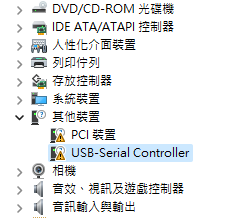 DVD/CD-ROM 光碟機
IDE ATA/ATAPI 控制器
人性化介面裝置
列印佇列
存放控制器
系統裝置
其他裝置
PCI 裝置
USB-Serial Controller
相機
音效、視訊及遊戲控制器
音訊輸入與輸出